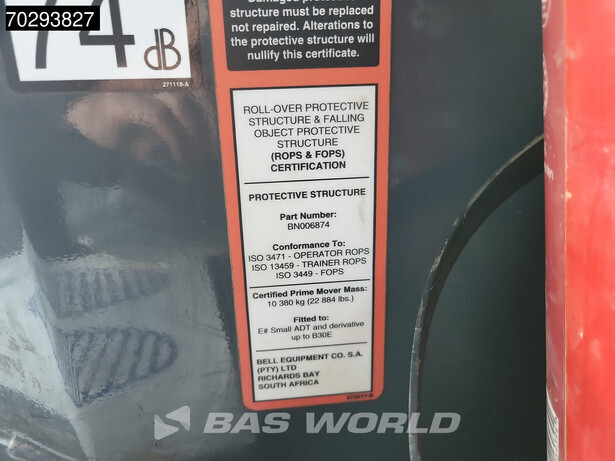 70293827
74 dB
271118-A
structure must be replaced
not repaired. Alterations to
the protective structure will
nullify this certificate.
ROLL-OVER PROTECTIVE
STRUCTURE & FALLING
OBJECT PROTECTIVE
STRUCTURE
(ROPS & FOPS)
CERTIFICATION
PROTECTIVE STRUCTURE
Part Number:
BN006874
Conformance To:
ISO 3471 - OPERATOR ROPS
ISO 13459 - TRAINER ROPS
ISO 3449 - FOPS
Certified Prime Mover Mass:
10 380 kg (22 884 lbs.)
Fitted to:
E# Small ADT and derivative
up to B30E
BELL EQUIPMENT CO. S.A.
(PTY) LTD
RICHARDS BAY
SOUTH AFRICA
BAS WORLD